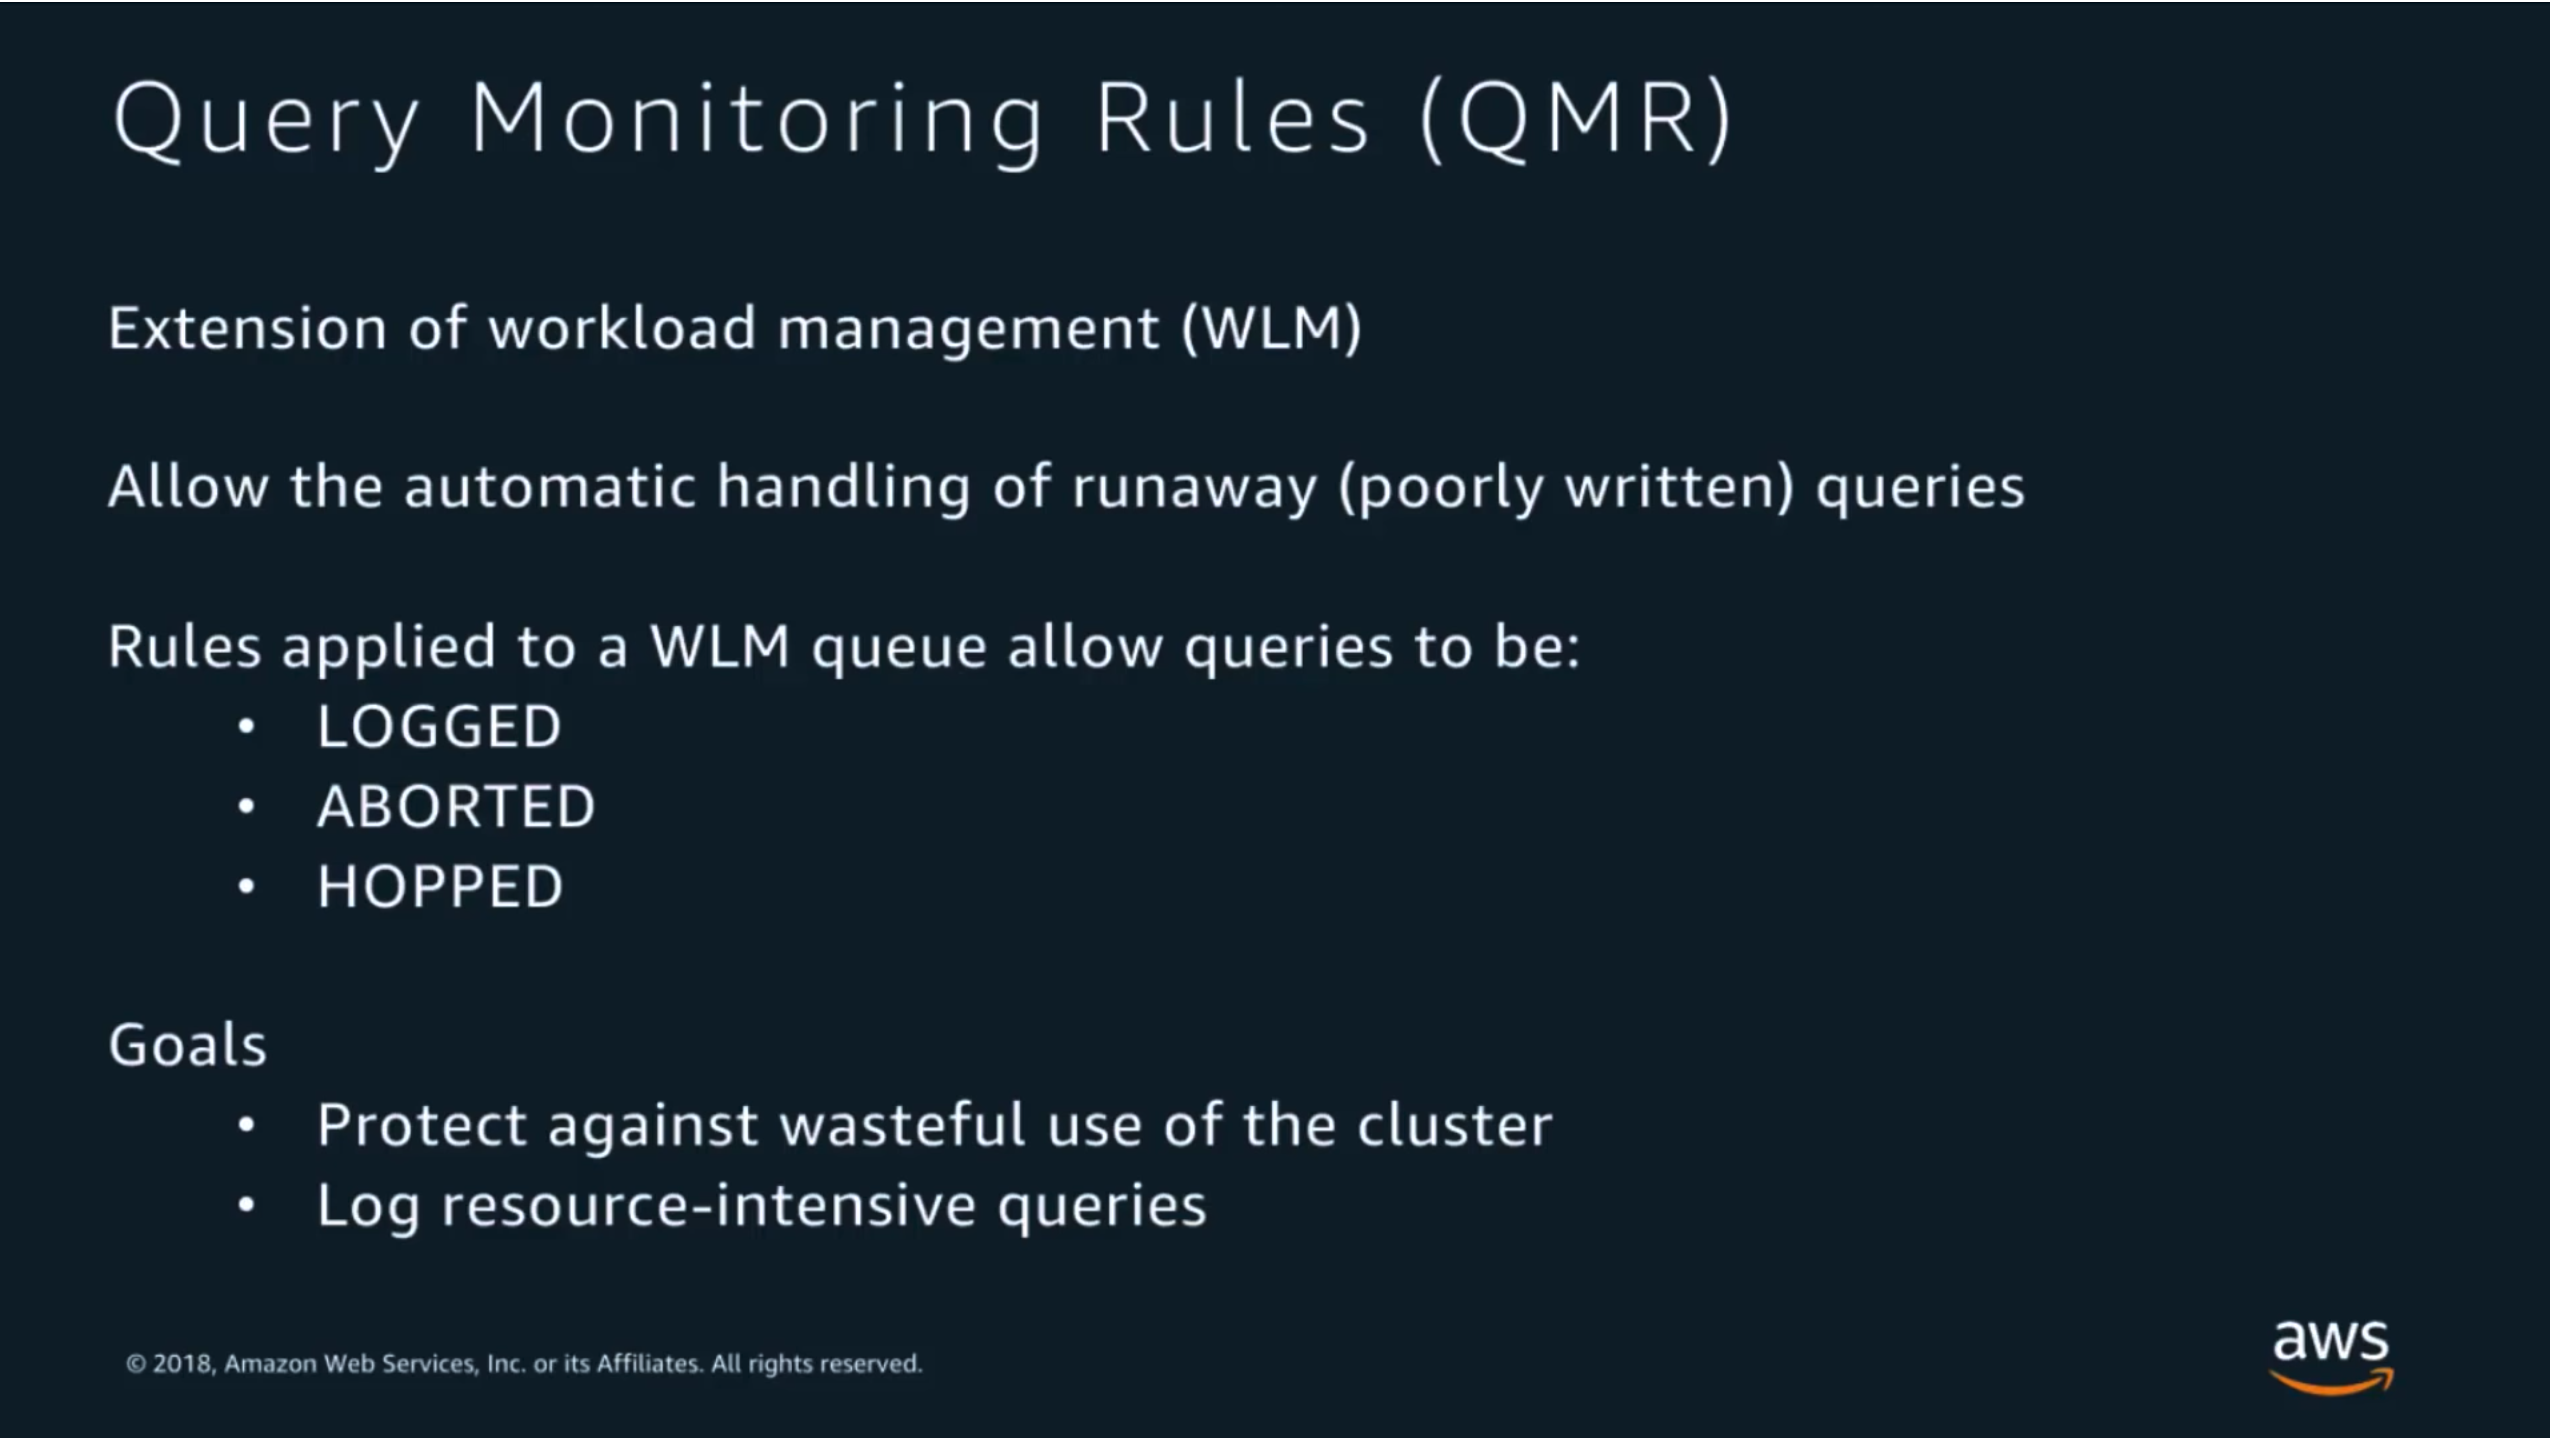 Query Monitoring Rules (QMR)
Extension of workload management (WLM)
Allow the automatic handling of runaway (poorly written) queries
Rules applied to a WLM queue allow queries to be:
• LOGGED
• ABORTED
• HOPPED
Goals
• Protect against wasteful use of the cluster
• Log resource-intensive queries
© 2018, Amazon Web Services, Inc. or its Affiliates. All rights reserved.
aws